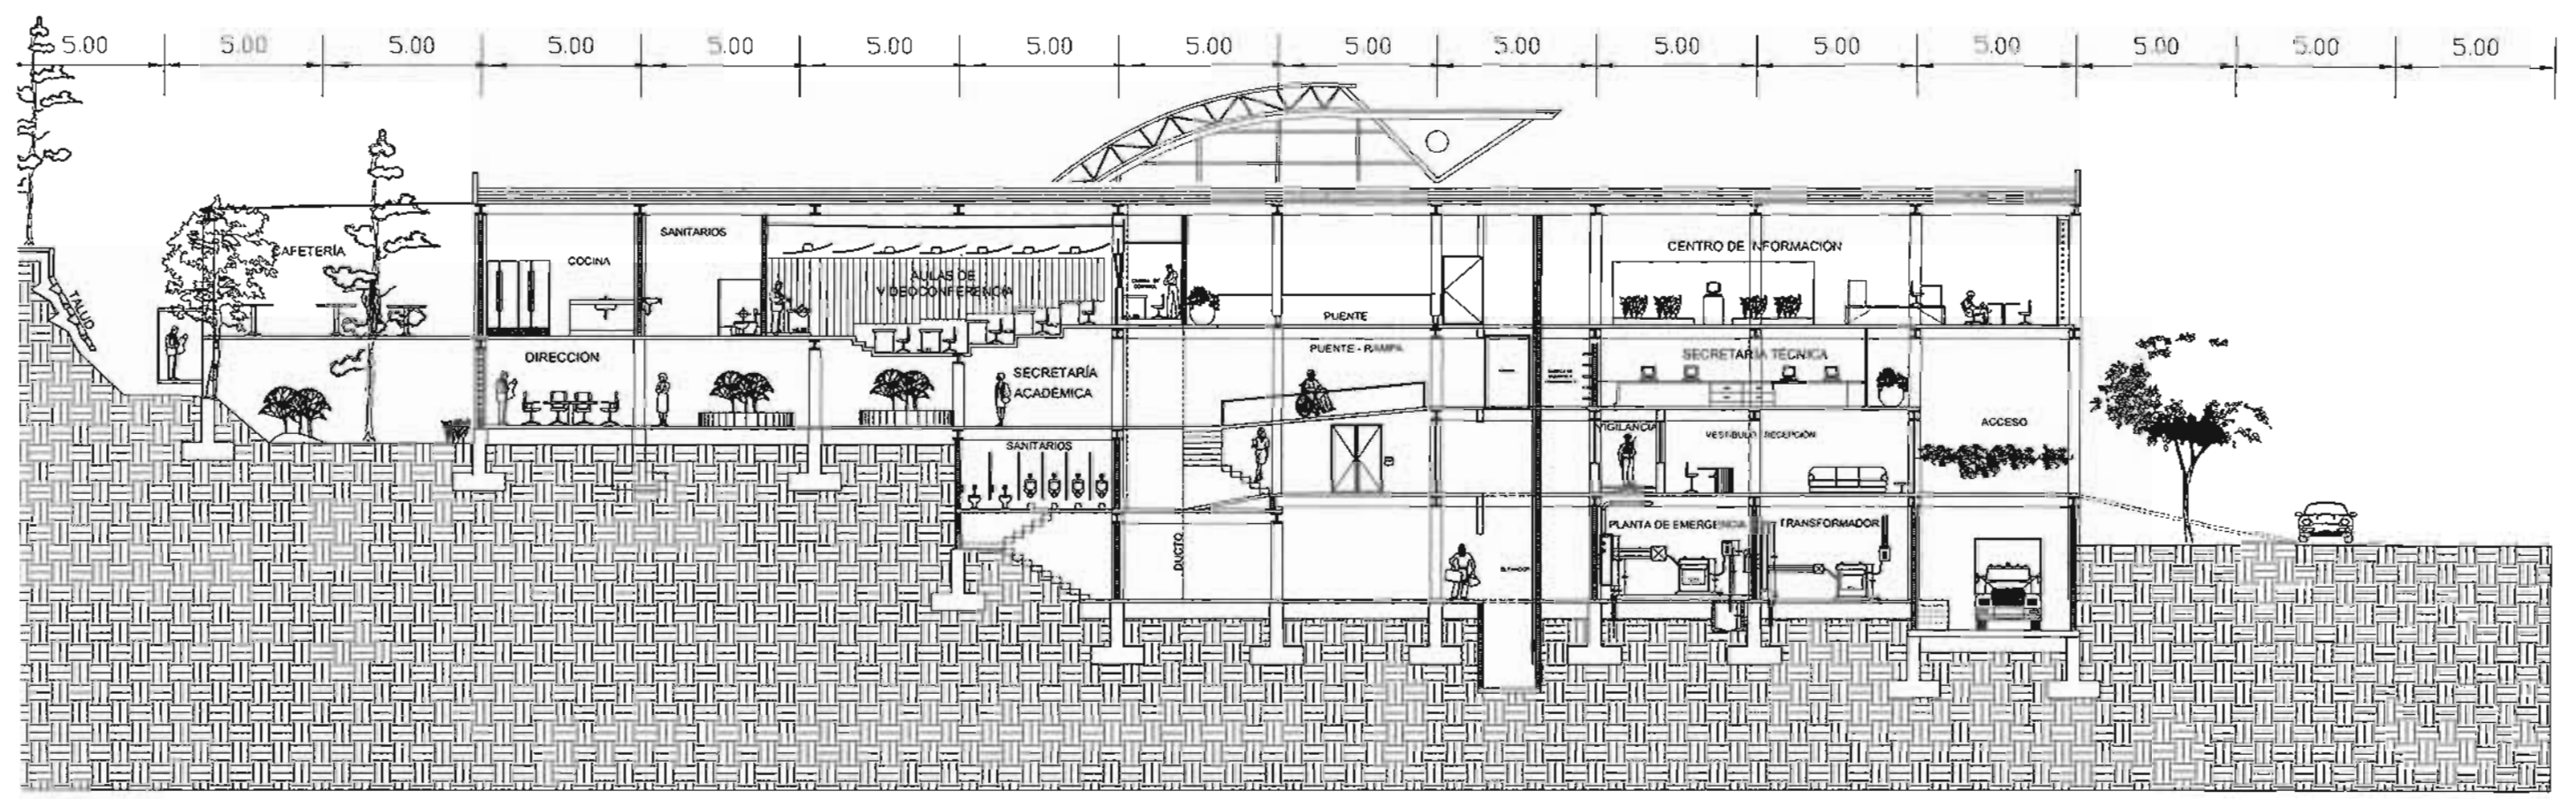 5.00 5.00 5.00 5.00 5.00 5.00 5.00 5.00 5.00 5.00 5.00 5.00 5.00 5.00 5.00 5.00
CAFETERÍA
COCINA
SANITARIOS
AULAS DE
VIDEOCONFERENCIA
PUENTE
CENTRO DE INFORMACIÓN
TALUD
DIRECCIÓN
SECRETARÍA
ACADÉMICA
PUENTE - RAMPA
SECRETARÍA TÉCNICA
SANITARIOS
VIGILANCIA
VESTÍBULO RECEPCIÓN
ACCESO
DUCTO
ELEVADOR
PLANTA DE EMERGENCIA
TRANSFORMADOR